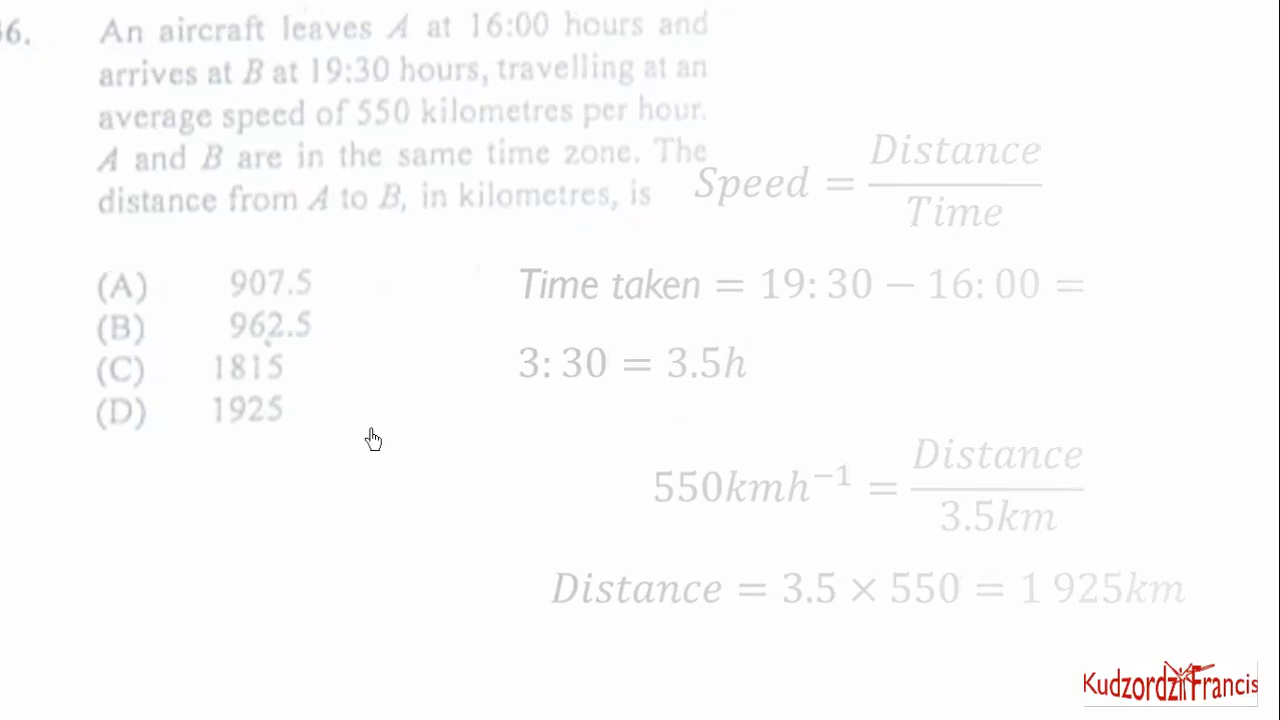 36. An aircraft leaves A at 16:00 hours and
arrives at B at 19:30 hours, travelling at an
average speed of 550 kilometres per hour.
A and B are in the same time zone. The
distance from A to B, in kilometres, is
Speed = Distance / Time
(A) 907.5
(B) 962.5
(C) 1815
(D) 1925
Time taken = 19:30 − 16:00 =
3:30 = 3.5h
550kmh⁻¹ = Distance / 3.5km
Distance = 3.5 × 550 = 1 925km
Kudzordzi Francis